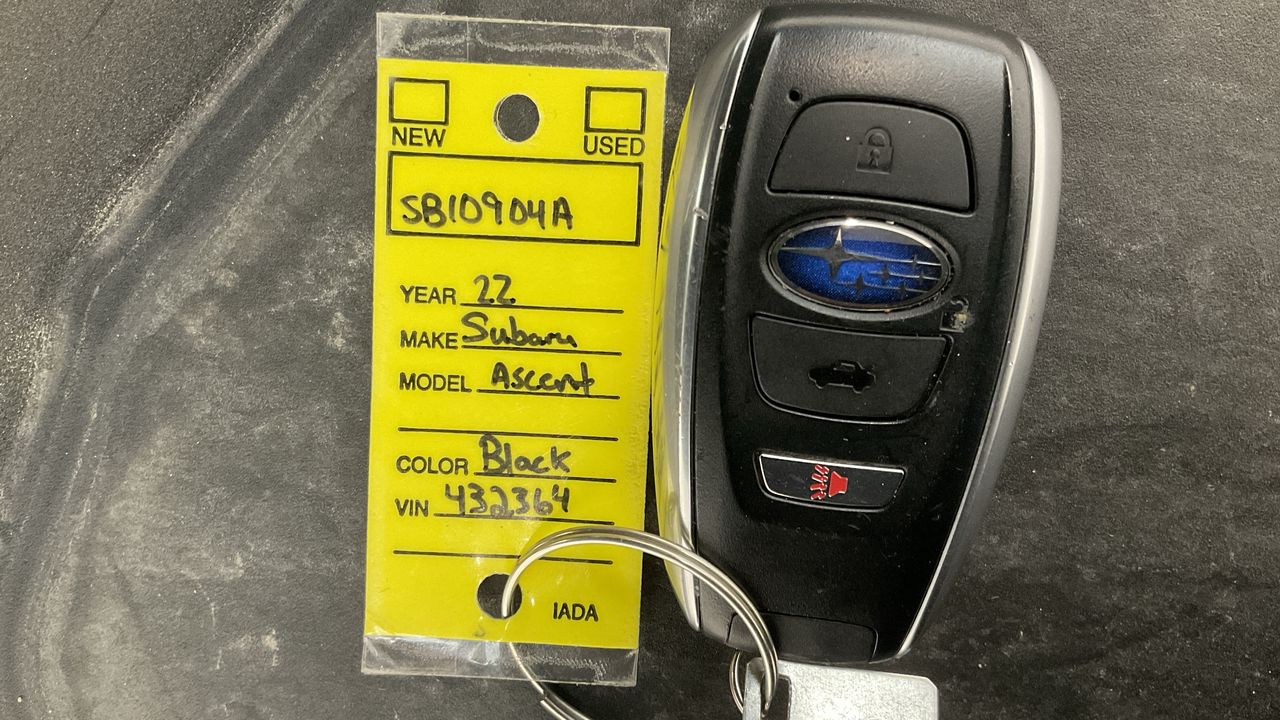 NEW USED
SB10904A
YEAR 22
MAKE Subaru
MODEL Ascent
COLOR Black
VIN 432364
IADA